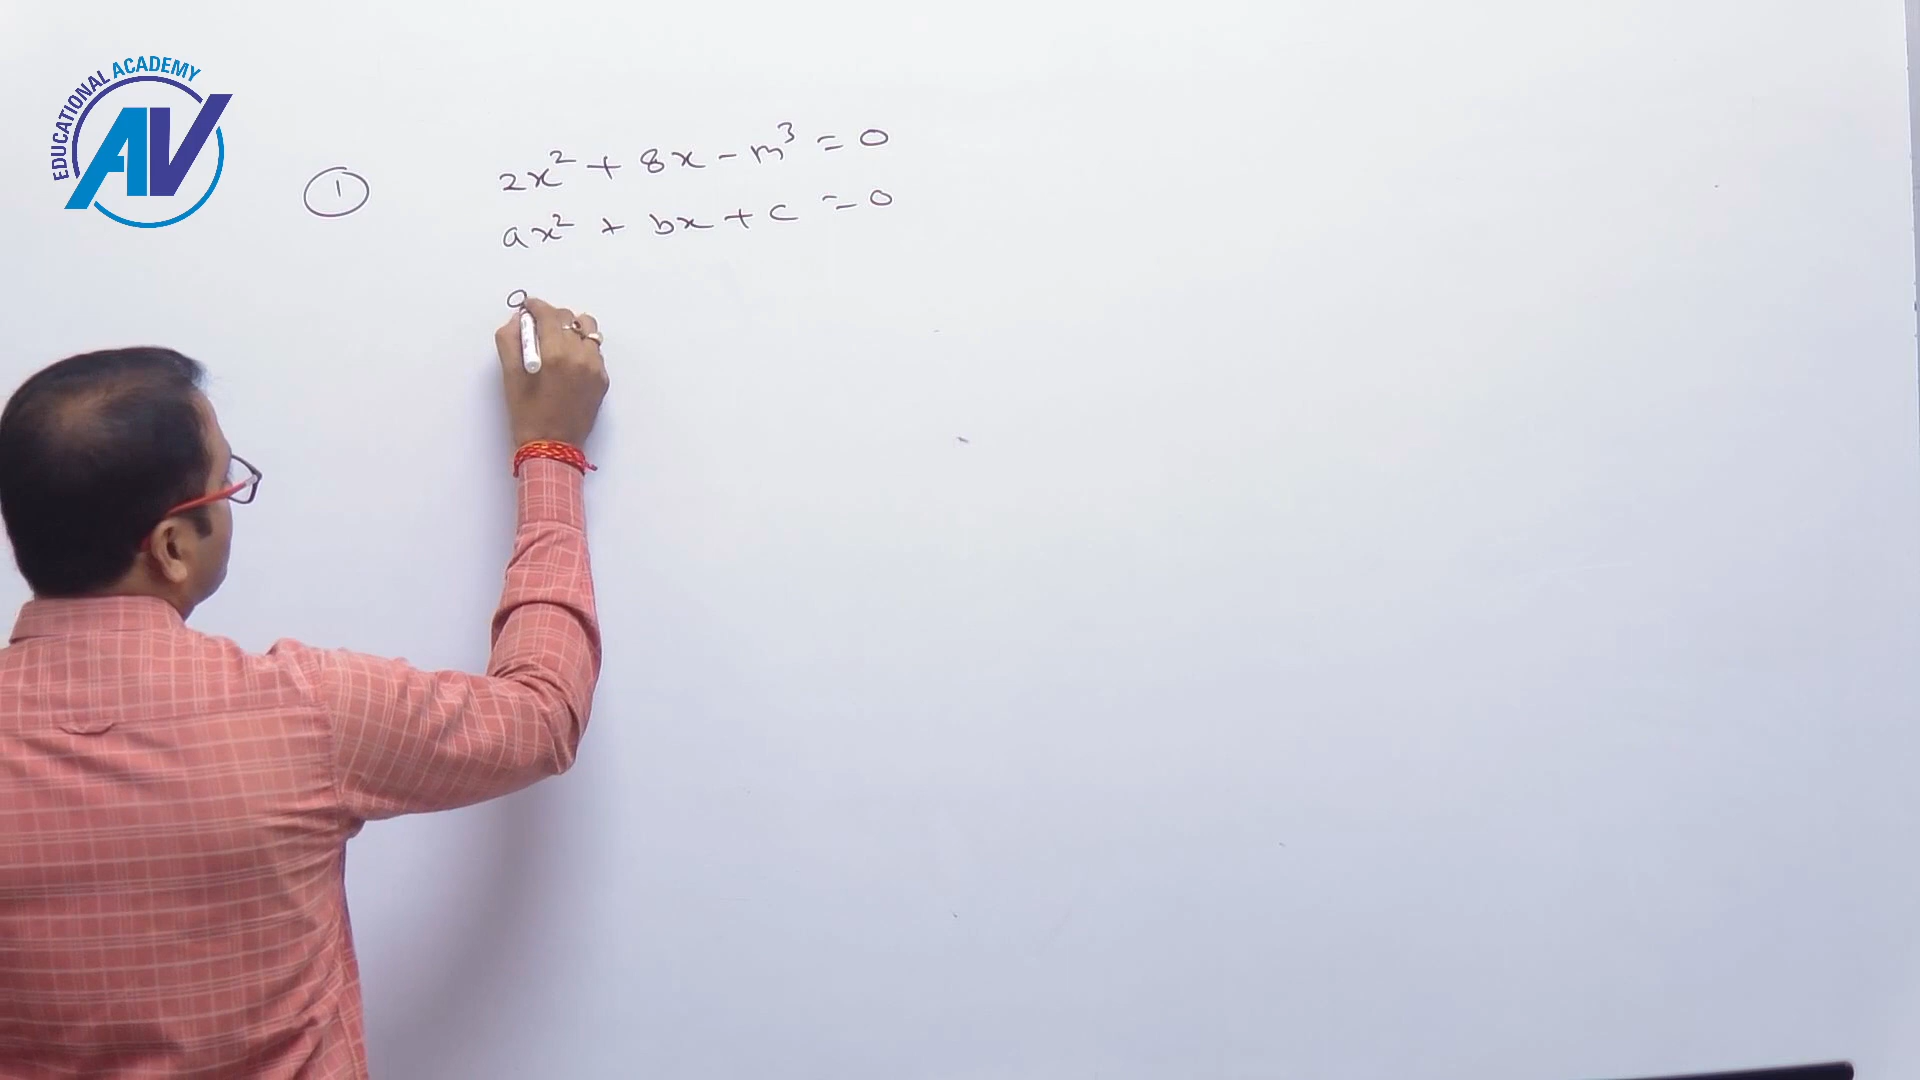 EDUCATIONAL ACADEMY
AV
① 2x² + 8x - m³ = 0
ax² + bx + c = 0
a